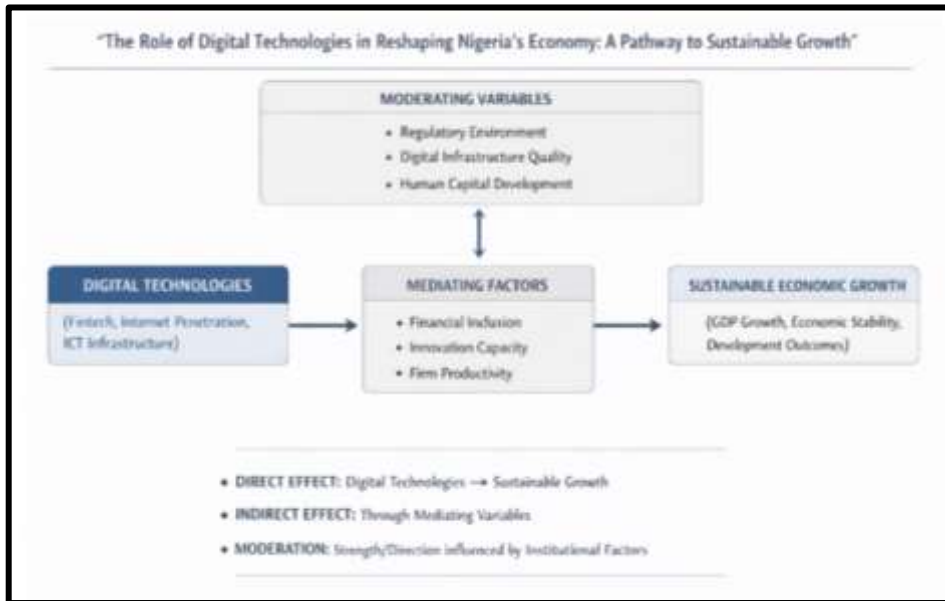 "The Role of Digital Technologies in Reshaping Nigeria's Economy: A Pathway to Sustainable Growth"
MODERATING VARIABLES
• Regulatory Environment
• Digital Infrastructure Quality
• Human Capital Development
DIGITAL TECHNOLOGIES
(Fintech, Internet Penetration,
ICT Infrastructure)
MEDIATING FACTORS
• Financial Inclusion
• Innovation Capacity
• Firm Productivity
SUSTAINABLE ECONOMIC GROWTH
(GDP Growth, Economic Stability,
Development Outcomes)
• DIRECT EFFECT: Digital Technologies → Sustainable Growth
• INDIRECT EFFECT: Through Mediating Variables
• MODERATION: Strength/Direction influenced by Institutional Factors